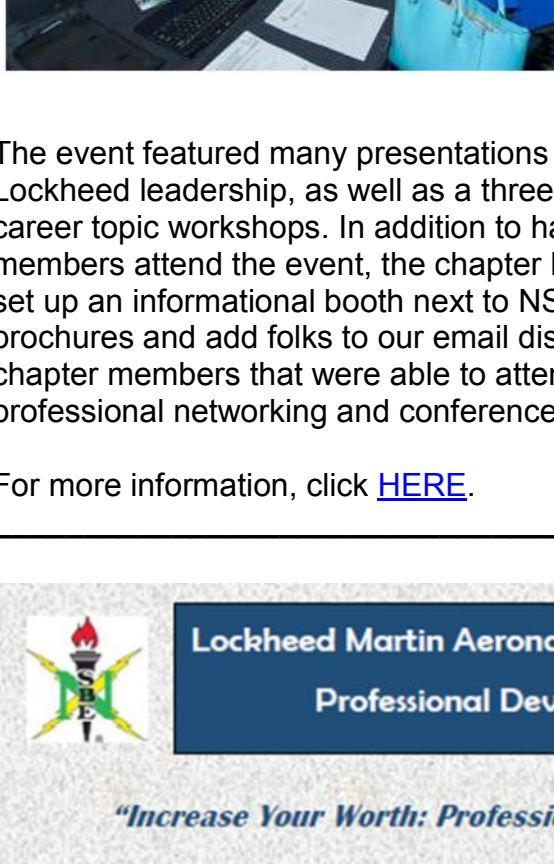 The event featured many presentations
Lockheed leadership, as well as a three
career topic workshops. In addition to ha
members attend the event, the chapter
set up an informational booth next to NS
brochures and add folks to our email dis
chapter members that were able to atte
professional networking and conference
For more information, click HERE.
NSBE
Lockheed Martin Aerona
Professional Dev
“Increase Your Worth: Professi